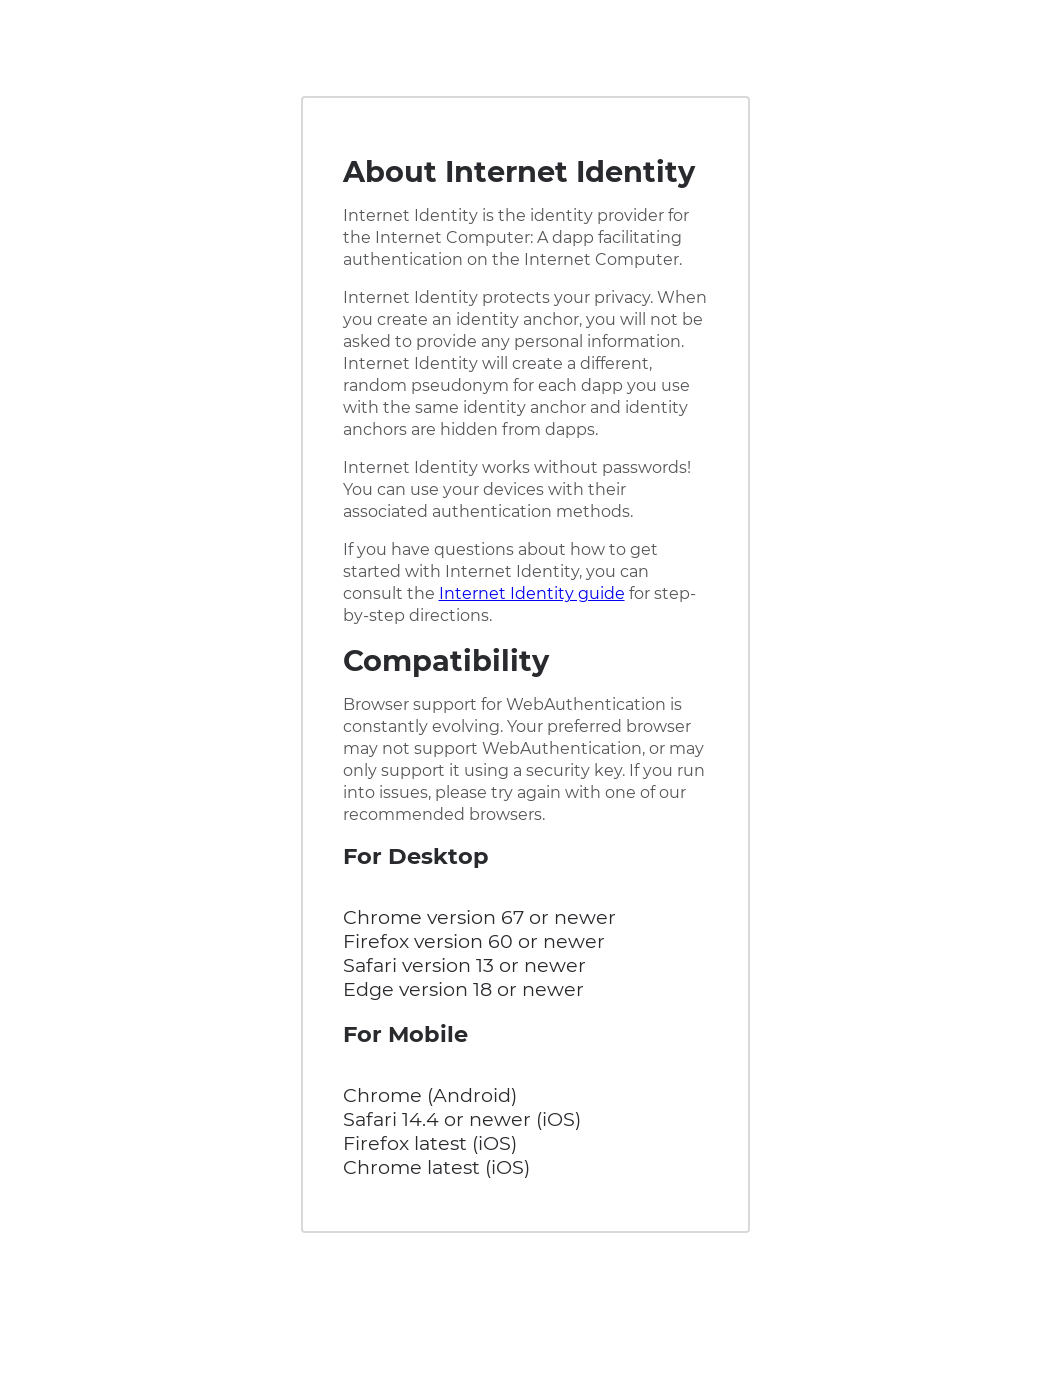 About Internet Identity
Internet Identity is the identity provider for
the Internet Computer: A dapp facilitating
authentication on the Internet Computer.
Internet Identity protects your privacy. When
you create an identity anchor, you will not be
asked to provide any personal information.
Internet Identity will create a different,
random pseudonym for each dapp you use
with the same identity anchor and identity
anchors are hidden from dapps.
Internet Identity works without passwords!
You can use your devices with their
associated authentication methods.
If you have questions about how to get
started with Internet Identity, you can
consult the Internet Identity guide for step-
by-step directions.
Compatibility
Browser support for WebAuthentication is
constantly evolving. Your preferred browser
may not support WebAuthentication, or may
only support it using a security key. If you run
into issues, please try again with one of our
recommended browsers.
For Desktop
Chrome version 67 or newer
Firefox version 60 or newer
Safari version 13 or newer
Edge version 18 or newer
For Mobile
Chrome (Android)
Safari 14.4 or newer (iOS)
Firefox latest (iOS)
Chrome latest (iOS)